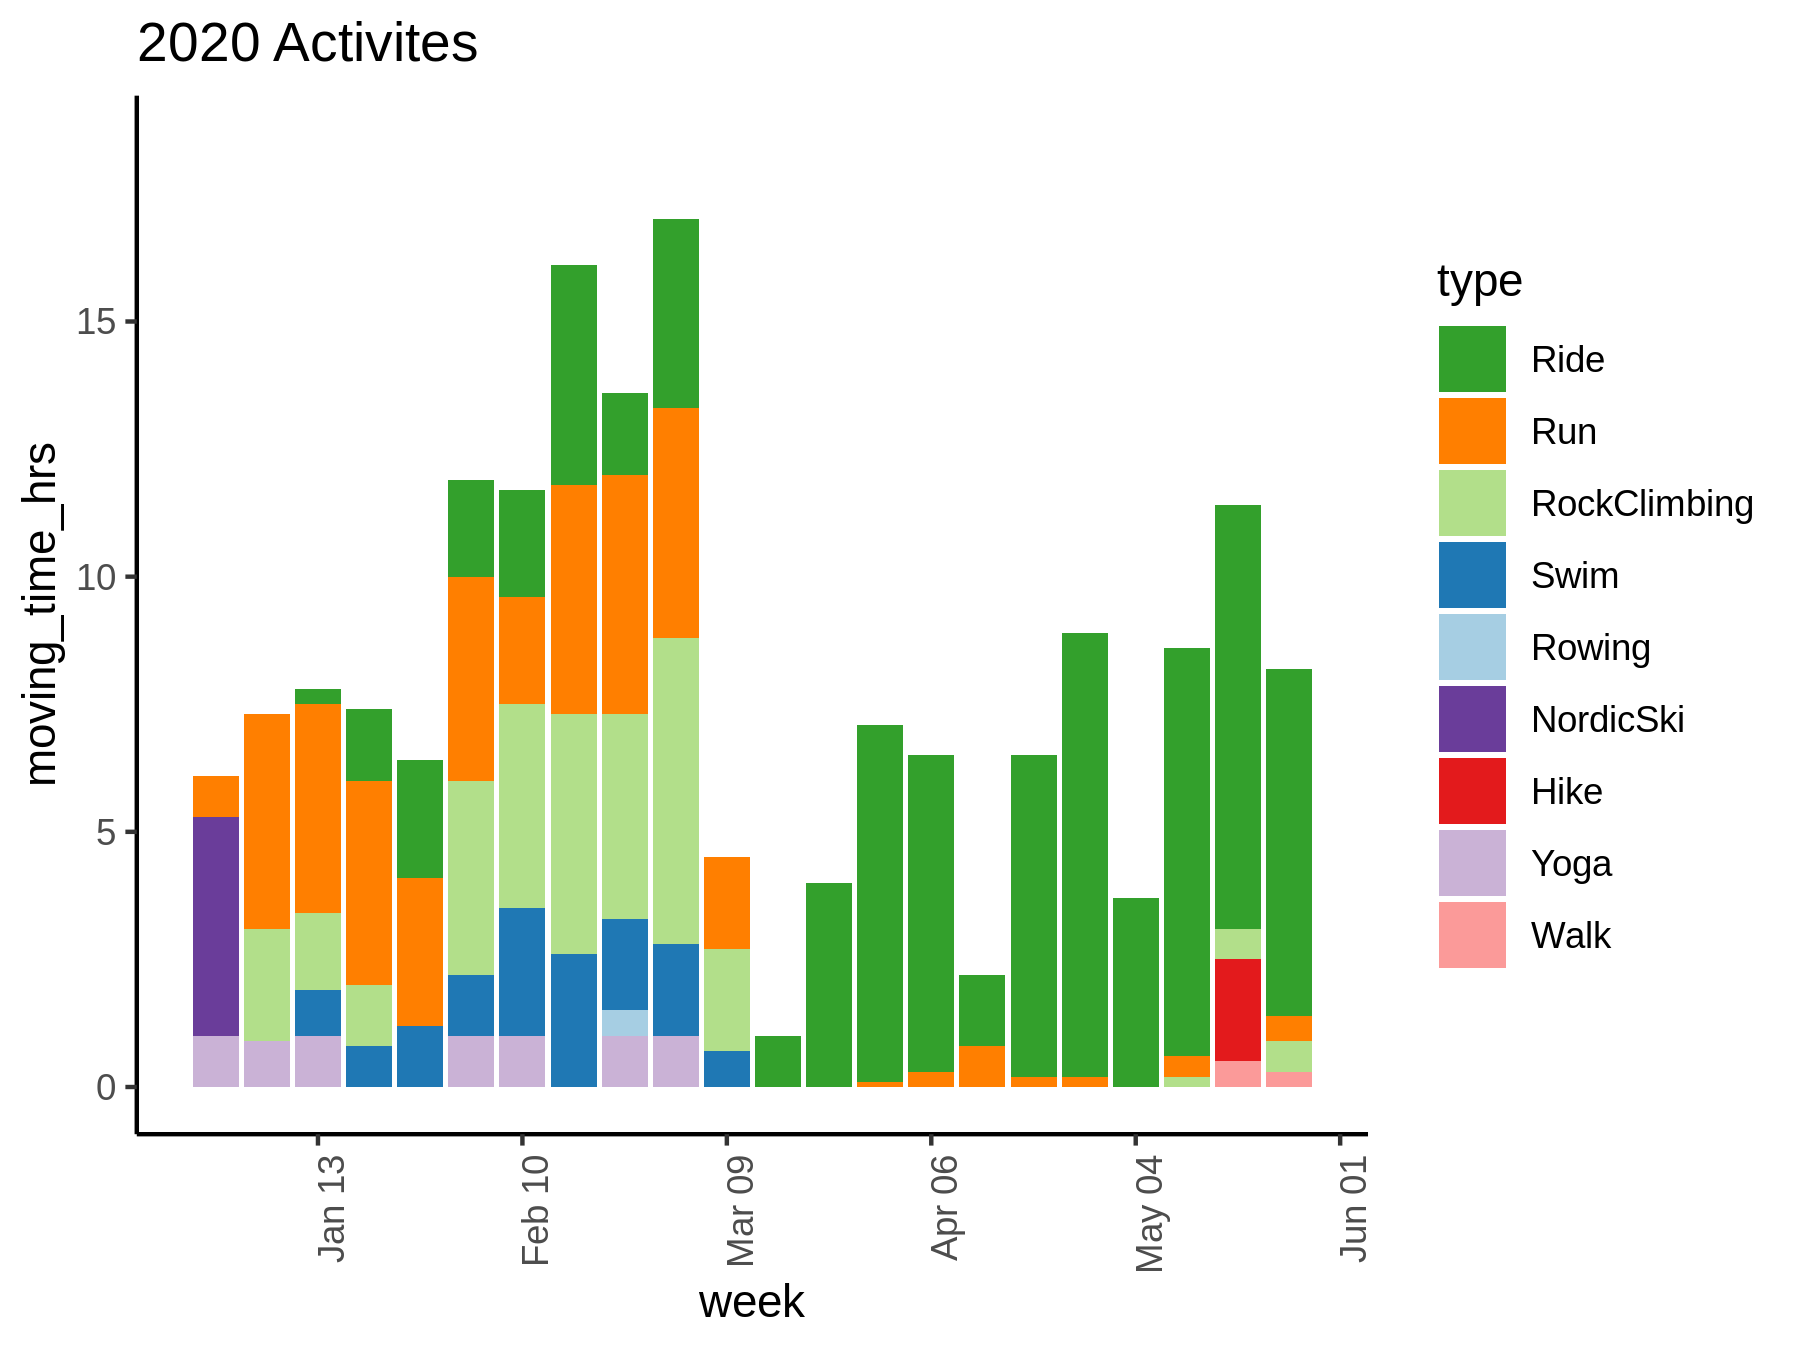 2020 Activites
moving_time_hrs
15
10
5
0
Jan 13
Feb 10
Mar 09
Apr 06
May 04
Jun 01
week
type
Ride
Run
RockClimbing
Swim
Rowing
NordicSki
Hike
Yoga
Walk